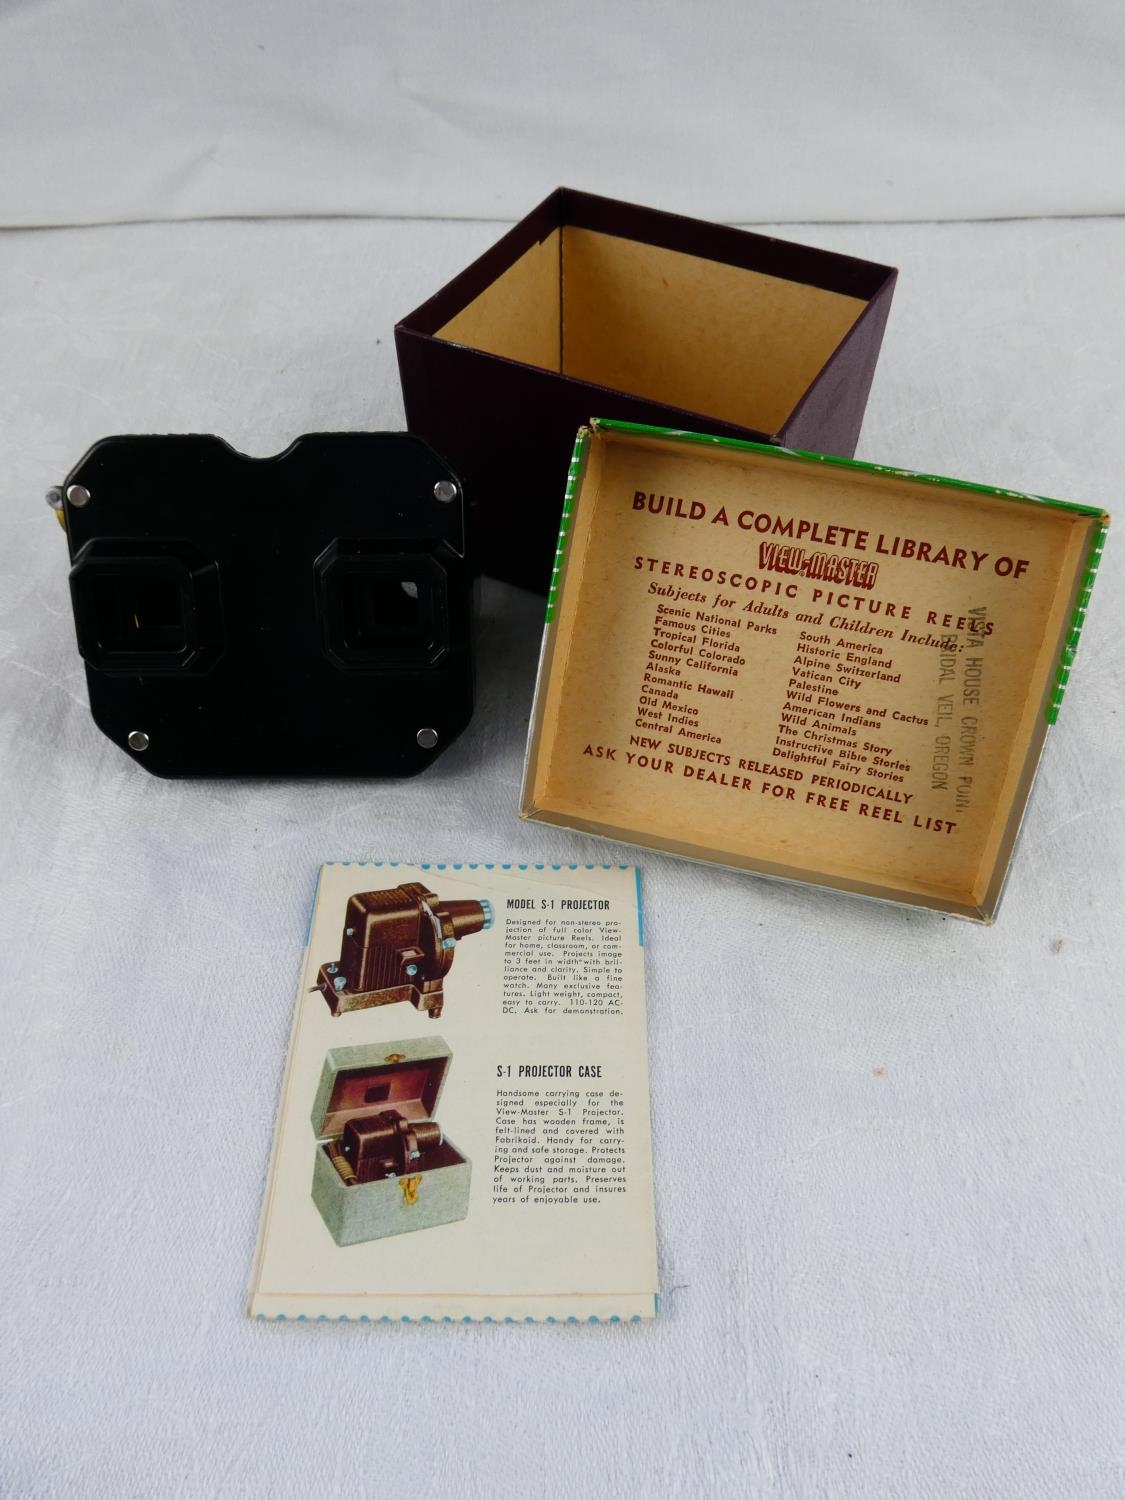 BUILD A COMPLETE LIBRARY OF
VIEW-MASTER
STEREOSCOPIC PICTURE REELS
Subjects for Adults and Children Include:
Scenic National Parks
Famous Cities
Tropical Florida
Colorful Colorado
Sunny California
Alaska
Romantic Hawaii
Canada
Old Mexico
West Indies
Central America
South America
Historic England
Alpine Switzerland
Vatican City
Palestine
Wild Flowers and Cactus
American Indians
Wild Animals
The Christmas Story
Instructive Bible Stories
Delightful Fairy Stories
NEW SUBJECTS RELEASED PERIODICALLY
ASK YOUR DEALER FOR FREE REEL LIST
VISTA HOUSE CROWN POINT
BRIDAL VEIL, OREGON
MODEL S-1 PROJECTOR
Designed for non-stereo pro-
jection of full color View-
Master picture Reels. Ideal
for home, classroom, or com-
mercial use. Projects image
to 3 feet in width with bril-
liance and clarity. Simple to
operate. Built like a fine
watch. Many exclusive fea-
tures. Light weight, compact,
easy to carry. 110-120 AC-
DC. Ask for demonstration.
S-1 PROJECTOR CASE
Handsome carrying case de-
signed especially for the
View-Master S-1 Projector.
Case has wooden frame, is
felt-lined and covered with
Fabrikoid. Handy for carry-
ing and safe storage. Protects
Projector against damage.
Keeps dust and moisture out
of working parts. Preserves
life of Projector and insures
years of enjoyable use.